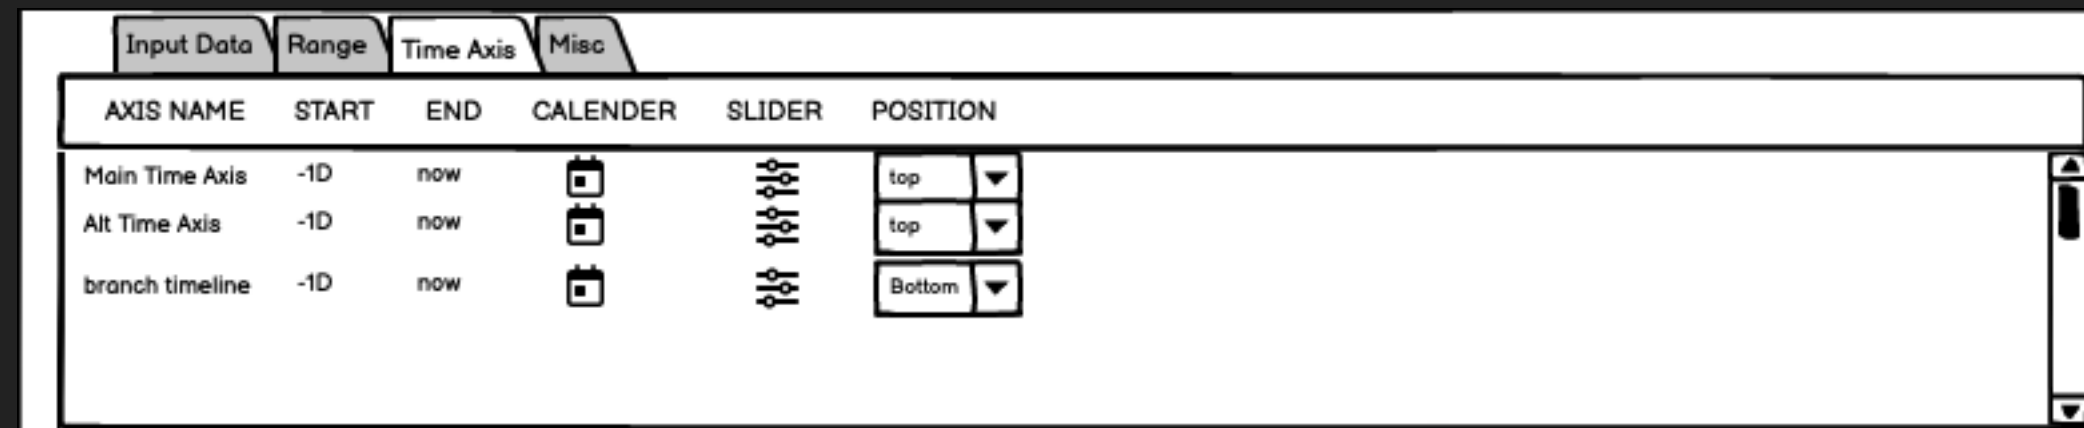 Input Data Range Time Axis Misc
AXIS NAME START END CALENDER SLIDER POSITION
Main Time Axis -1D now top
Alt Time Axis -1D now top
branch timeline -1D now Bottom